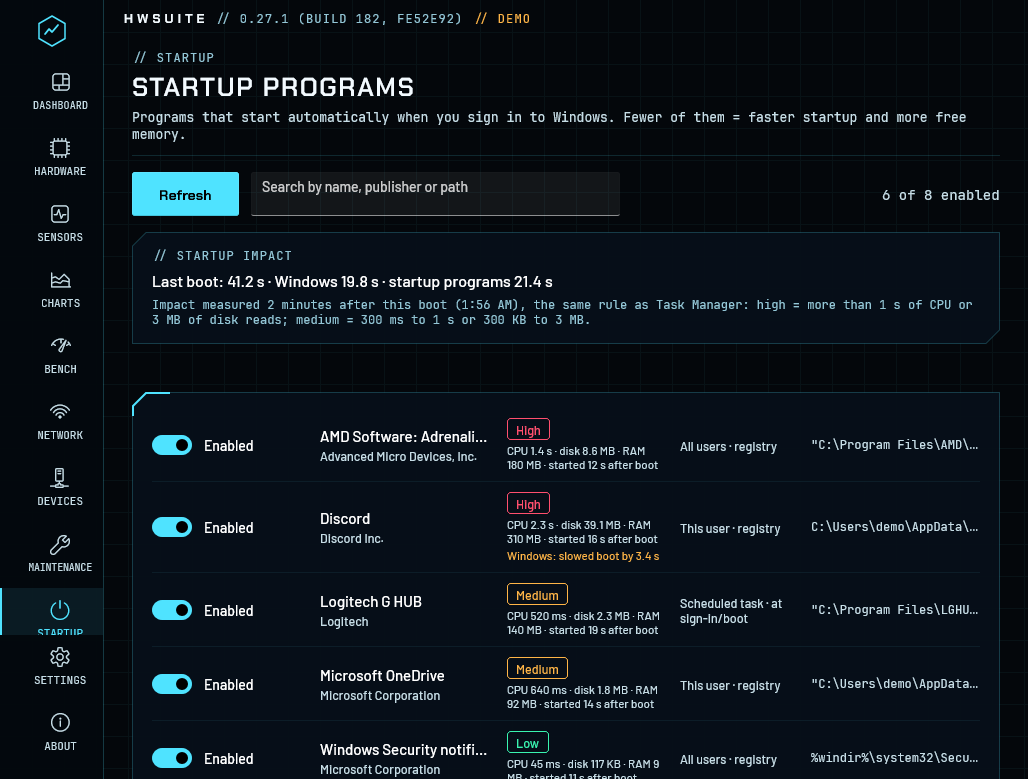 HWSUITE // 0.27.1 (BUILD 182, FE52E92) // DEMO
// STARTUP
STARTUP PROGRAMS
Programs that start automatically when you sign in to Windows. Fewer of them = faster startup and more free
memory.
Refresh
Search by name, publisher or path
6 of 8 enabled
// STARTUP IMPACT
Last boot: 41.2 s · Windows 19.8 s · startup programs 21.4 s
Impact measured 2 minutes after this boot (1:56 AM), the same rule as Task Manager: high = more than 1 s of CPU or
3 MB of disk reads; medium = 300 ms to 1 s or 300 KB to 3 MB.
DASHBOARD
HARDWARE
SENSORS
CHARTS
BENCH
NETWORK
DEVICES
MAINTENANCE
STARTUP
SETTINGS
ABOUT
Enabled
AMD Software: Adrenali...
Advanced Micro Devices, Inc.
High
CPU 1.4 s · disk 8.6 MB · RAM
180 MB · started 12 s after boot
All users · registry
"C:\Program Files\AMD\...
Enabled
Discord
Discord Inc.
High
CPU 2.3 s · disk 39.1 MB · RAM
310 MB · started 16 s after boot
Windows: slowed boot by 3.4 s
This user · registry
C:\Users\demo\AppData\...
Enabled
Logitech G HUB
Logitech
Medium
CPU 520 ms · disk 2.3 MB · RAM
140 MB · started 19 s after boot
Scheduled task · at
sign-in/boot
"C:\Program Files\LGHU...
Enabled
Microsoft OneDrive
Microsoft Corporation
Medium
CPU 640 ms · disk 1.8 MB · RAM
92 MB · started 14 s after boot
This user · registry
"C:\Users\demo\AppData...
Enabled
Windows Security notifi...
Microsoft Corporation
Low
CPU 45 ms · disk 117 KB · RAM 9
MB · started 11 s after boot
All users · registry
%windir%\system32\Secu...